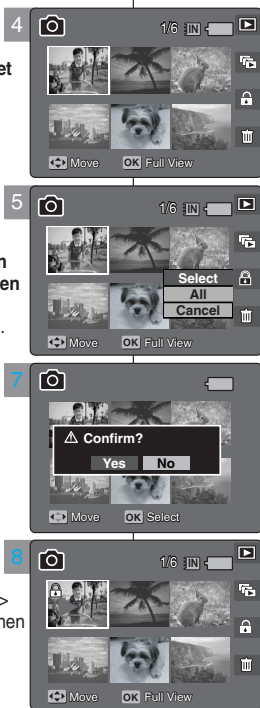 4
1/6 IN
et
Move OK Full View
5
1/6 IN
n
en
Select
All
Cancel
.
Move OK Full View
7
Confirm?
Yes No
Move OK Select
8
1/6 IN
>
nen
Move OK Full View